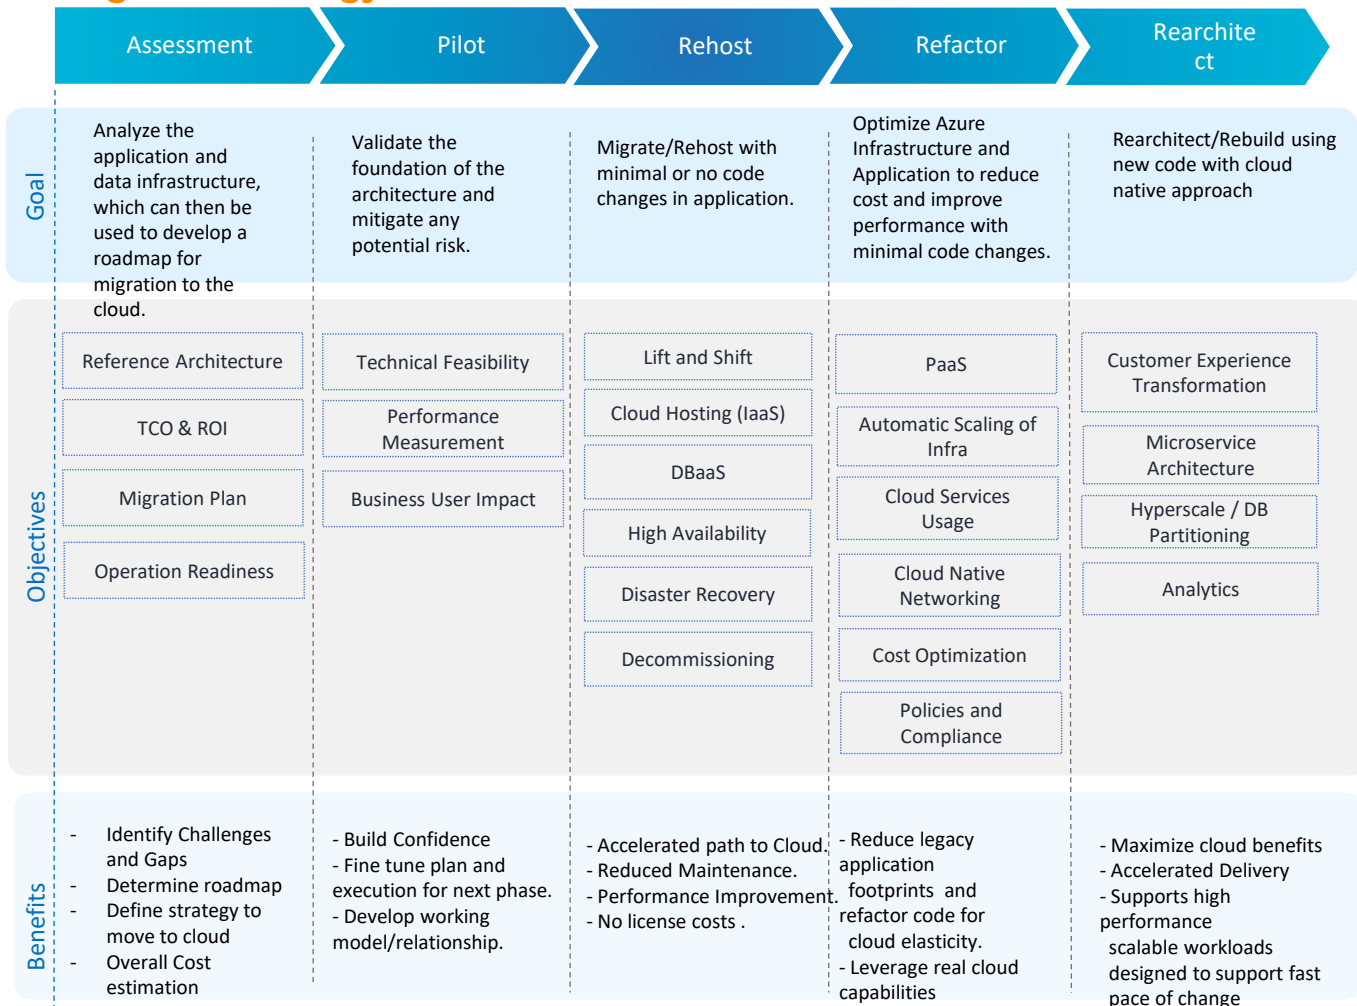 Assessment
Pilot
Rehost
Refactor
Rearchite
ct
Goal
Analyze the
application and
data infrastructure,
which can then be
used to develop a
roadmap for
migration to the
cloud.
Validate the
foundation of the
architecture and
mitigate any
potential risk.
Migrate/Rehost with
minimal or no code
changes in application.
Optimize Azure
Infrastructure and
Application to reduce
cost and improve
performance with
minimal code changes.
Rearchitect/Rebuild using
new code with cloud
native approach
Objectives
Reference Architecture
TCO & ROI
Migration Plan
Operation Readiness
Technical Feasibility
Performance
Measurement
Business User Impact
Lift and Shift
Cloud Hosting (IaaS)
DBaaS
High Availability
Disaster Recovery
Decommissioning
PaaS
Automatic Scaling of
Infra
Cloud Services
Usage
Cloud Native
Networking
Cost Optimization
Policies and
Compliance
Customer Experience
Transformation
Microservice
Architecture
Hyperscale / DB
Partitioning
Analytics
Benefits
- Identify Challenges
and Gaps
- Determine roadmap
- Define strategy to
move to cloud
- Overall Cost
estimation
- Build Confidence
- Fine tune plan and
execution for next phase.
- Develop working
model/relationship.
- Accelerated path to Cloud.
- Reduced Maintenance.
- Performance Improvement.
- No license costs .
- Reduce legacy
application
footprints and
refactor code for
cloud elasticity.
- Leverage real cloud
capabilities
- Maximize cloud benefits
- Accelerated Delivery
- Supports high
performance
scalable workloads
designed to support fast
pace of change